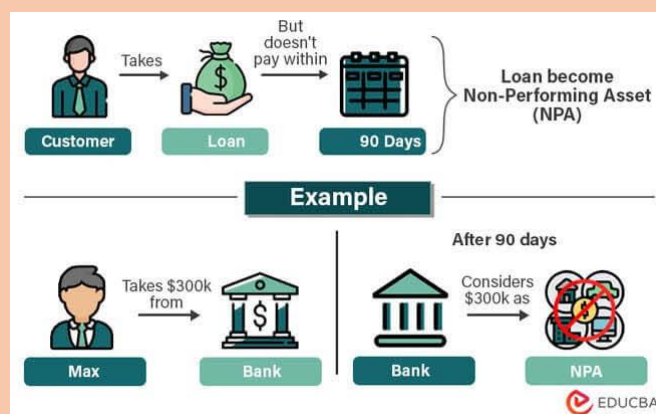 Takes
But
doesn't
pay within
Customer
Loan
90 Days
Loan become
Non-Performing Asset
(NPA)
Example
Takes $300k
from
Max
Bank
After 90 days
Considers
$300k as
Bank
NPA
EDUCBA